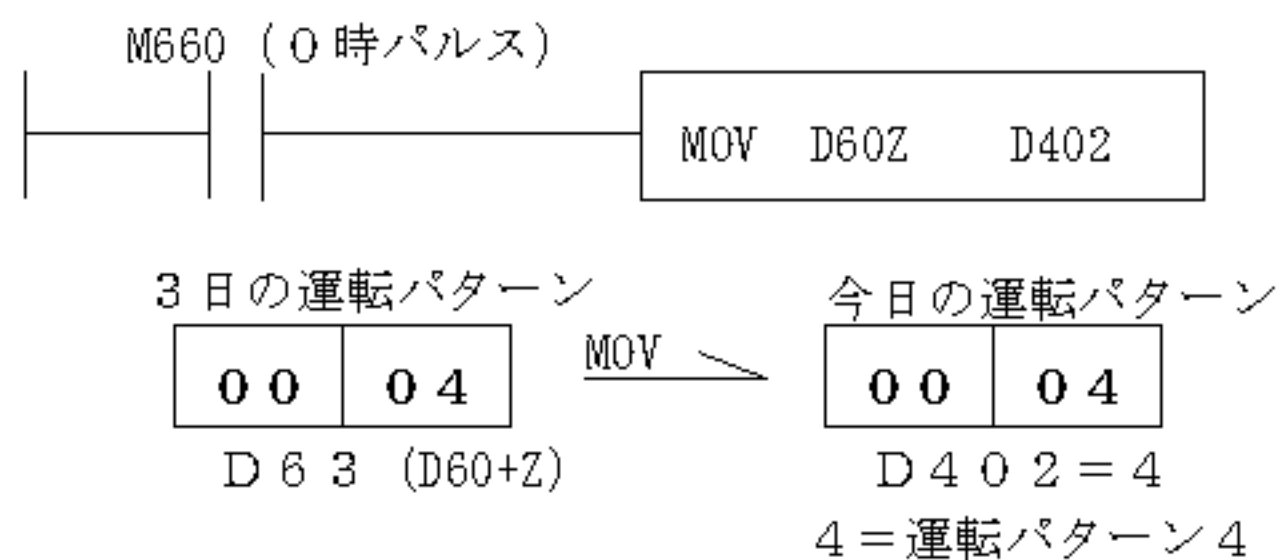 M660 (０時パルス)
MOV D60Z D402
３日の運転パターン
今日の運転パターン
００ ０４
MOV
００ ０４
Ｄ６３ (D60+Z)
Ｄ４０２＝４
４＝運転パターン４